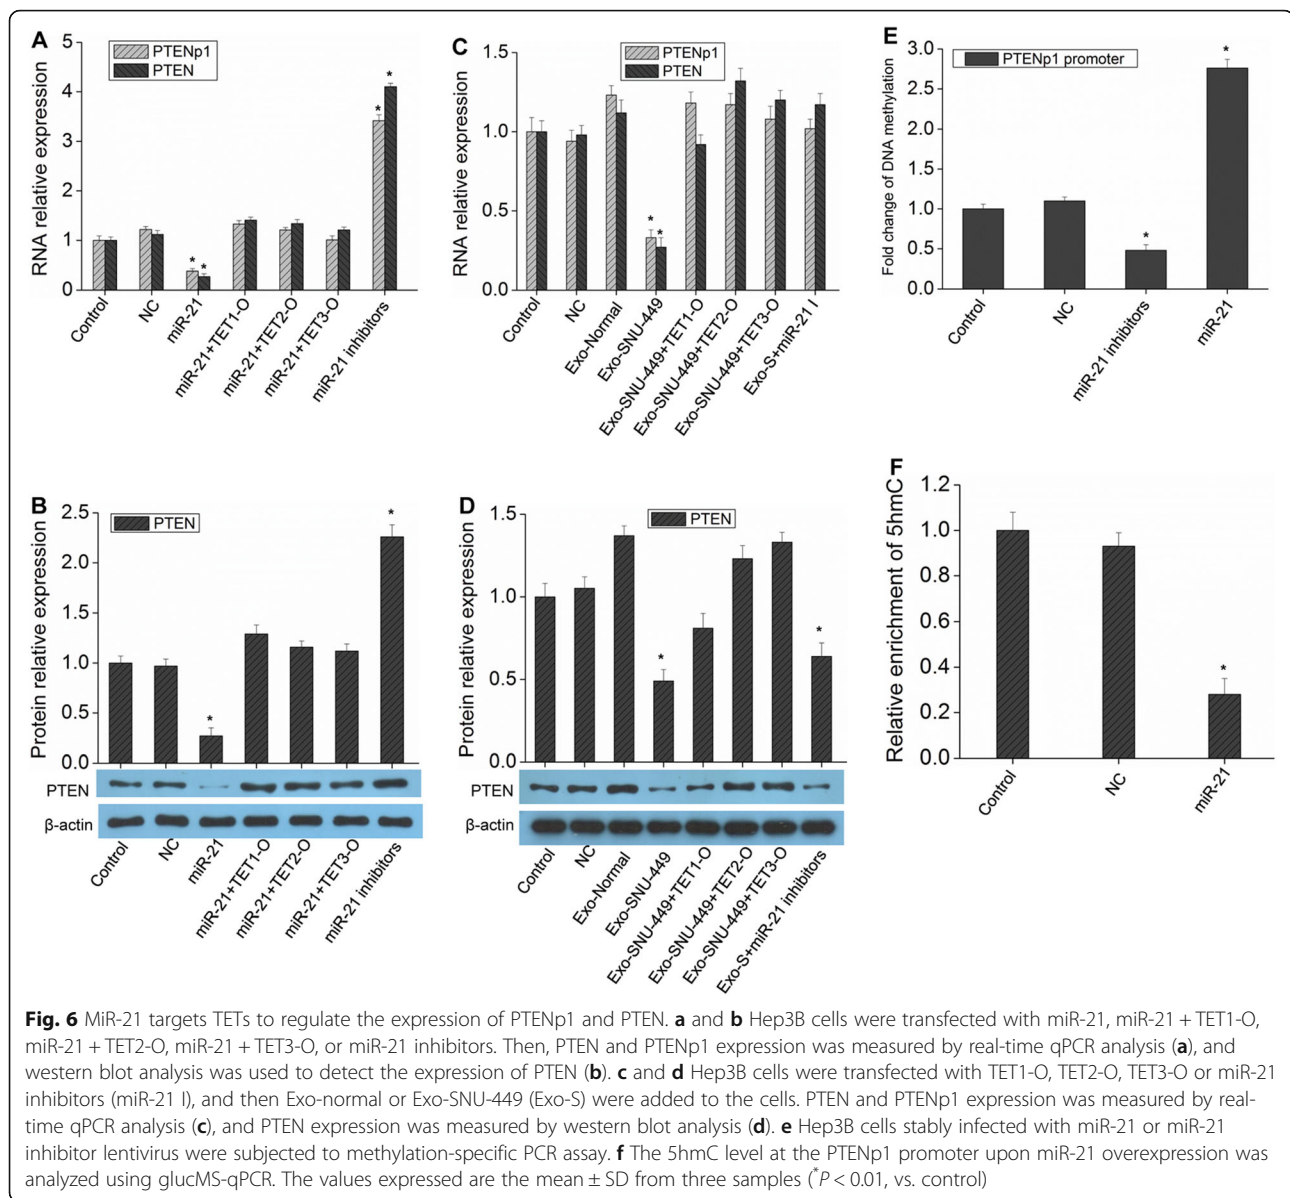 A
5
4
3
2
1
0
RNA relative expression
PTENp1
PTEN
* * * *
Control
NC
miR-21
miR-21+TET1-O
miR-21+TET2-O
miR-21+TET3-O
miR-21 inhibitors
C
1.5
1.0
0.5
0.0
RNA relative expression
PTENp1
PTEN
* *
Control
NC
Exo-Normal
Exo-SNU-449
Exo-SNU-449+TET1-O
Exo-SNU-449+TET2-O
Exo-SNU-449+TET3-O
Exo-S+miR-21 I
E
3.0
2.5
2.0
1.5
1.0
0.5
0.0
Fold change of DNA methylation
PTENp1 promoter
* *
Control
NC
miR-21 inhibitors
miR-21
B
2.5
2.0
1.5
1.0
0.5
0.0
Protein relative expression
PTEN
* *
PTEN
β-actin
Control
NC
miR-21
miR-21+TET1-O
miR-21+TET2-O
miR-21+TET3-O
miR-21 inhibitors
D
1.5
1.0
0.5
0.0
Protein relative expression
PTEN
* *
PTEN
β-actin
Control
NC
Exo-Normal
Exo-SNU-449
Exo-SNU-449+TET1-O
Exo-SNU-449+TET2-O
Exo-SNU-449+TET3-O
Exo-S+miR-21 inhibitors
F
1.2
1.0
0.8
0.6
0.4
0.2
0.0
Relative enrichment of 5hmC
*
Control
NC
miR-21
Fig. 6 MiR-21 targets TETs to regulate the expression of PTENp1 and PTEN. a and b Hep3B cells were transfected with miR-21, miR-21 + TET1-O,
miR-21 + TET2-O, miR-21 + TET3-O, or miR-21 inhibitors. Then, PTEN and PTENp1 expression was measured by real-time qPCR analysis (a), and
western blot analysis was used to detect the expression of PTEN (b). c and d Hep3B cells were transfected with TET1-O, TET2-O, TET3-O or miR-21
inhibitors (miR-21 I), and then Exo-normal or Exo-SNU-449 (Exo-S) were added to the cells. PTEN and PTENp1 expression was measured by real-
time qPCR analysis (c), and PTEN expression was measured by western blot analysis (d). e Hep3B cells stably infected with miR-21 or miR-21
inhibitor lentivirus were subjected to methylation-specific PCR assay. f The 5hmC level at the PTENp1 promoter upon miR-21 overexpression was
analyzed using glucMS-qPCR. The values expressed are the mean ± SD from three samples (*P < 0.01, vs. control)